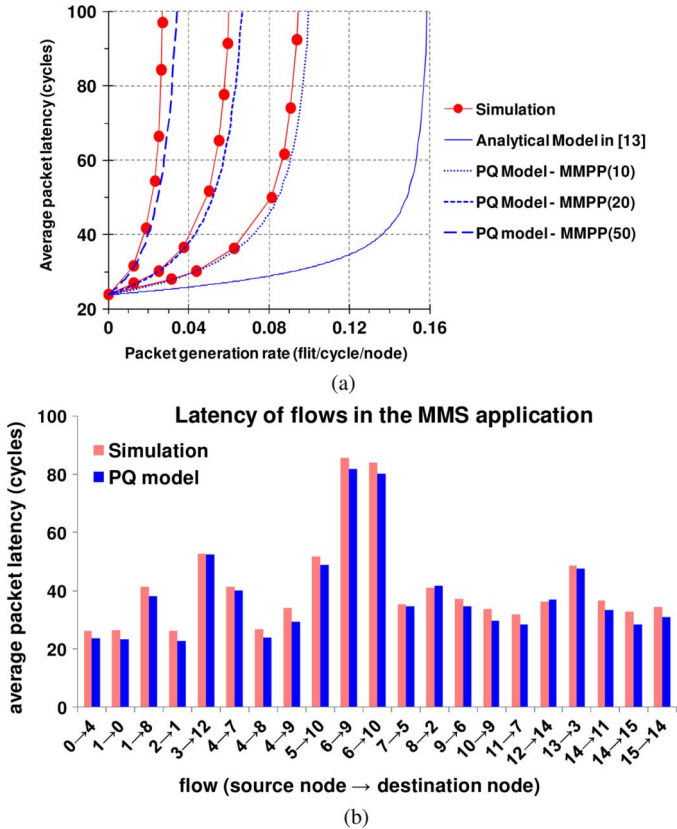 100
80
60
40
20
Average packet latency (cycles)
0
0.04
0.08
0.12
0.16
Packet generation rate (flit/cycle/node)
Simulation
Analytical Model in [13]
PQ Model - MMPP(10)
PQ Model - MMPP(20)
PQ model - MMPP(50)
(a)
Latency of flows in the MMS application
Simulation
PQ model
100
80
60
40
20
0
average packet latency (cycles)
0→4
1→0
1→8
2→1
3→12
4→7
4→8
4→9
5→10
6→9
6→10
7→5
8→2
9→6
10→9
11→7
12→14
13→3
14→11
14→15
15→14
flow (source node → destination node)
(b)